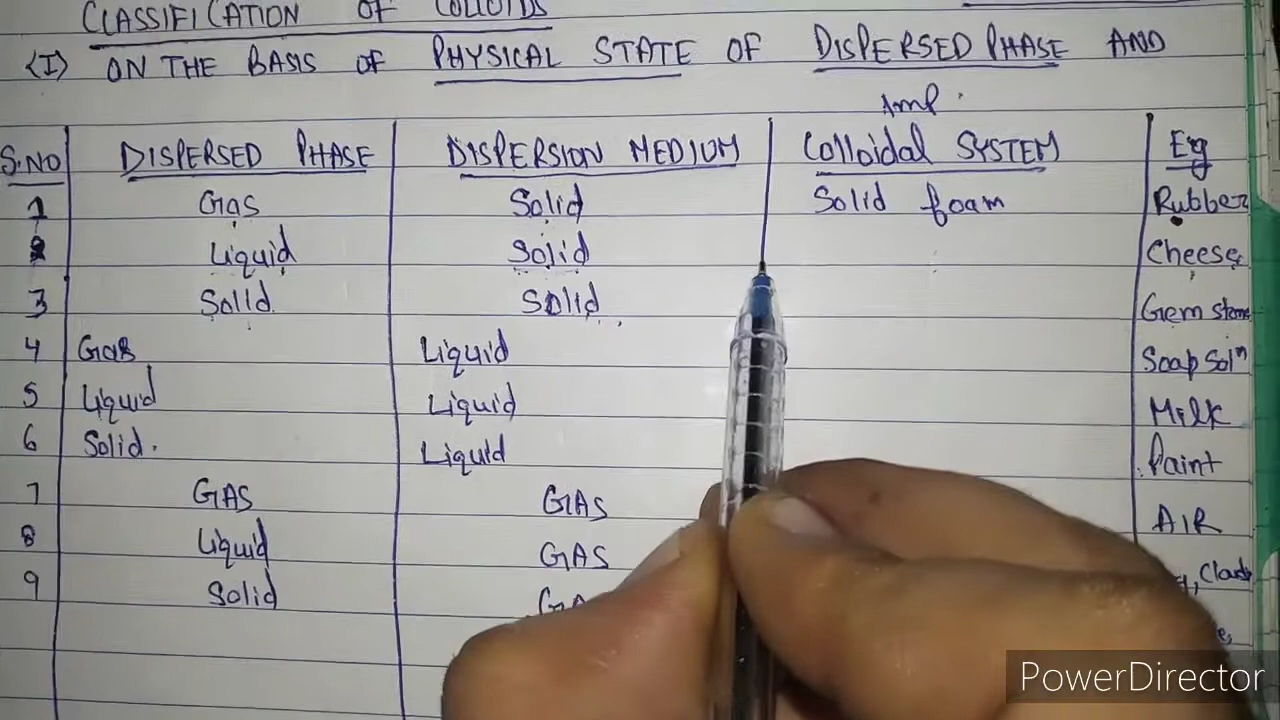 CLASSIFICATION OF COLLOIDS
(I) ON THE BASIS OF PHYSICAL STATE OF DISPERSED PHASE AND
Imp.
S.NO DISPERSED PHASE DISPERSION MEDIUM Colloidal SYSTEM Eg
1 Gas Solid Solid foam Rubber
2 Liquid Solid Cheese
3 Solid Solid Gem stone
4 Gas Liquid Soap Solⁿ
5 Liquid Liquid Milk
6 Solid. Liquid Paint
7 GAS GAS AIR
8 Liquid GAS , Clouds
9 Solid
PowerDirector